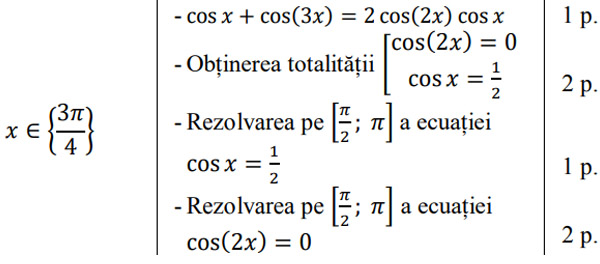 - cos x + cos(3x) = 2 cos(2x) cos x 1 p.
- Obținerea totalității [cos(2x) = 0
cos x = 1/2 2 p.
x ∈ {3π/4}
- Rezolvarea pe [π/2; π] a ecuației
cos x = 1/2 1 p.
- Rezolvarea pe [π/2; π] a ecuației
cos(2x) = 0 2 p.